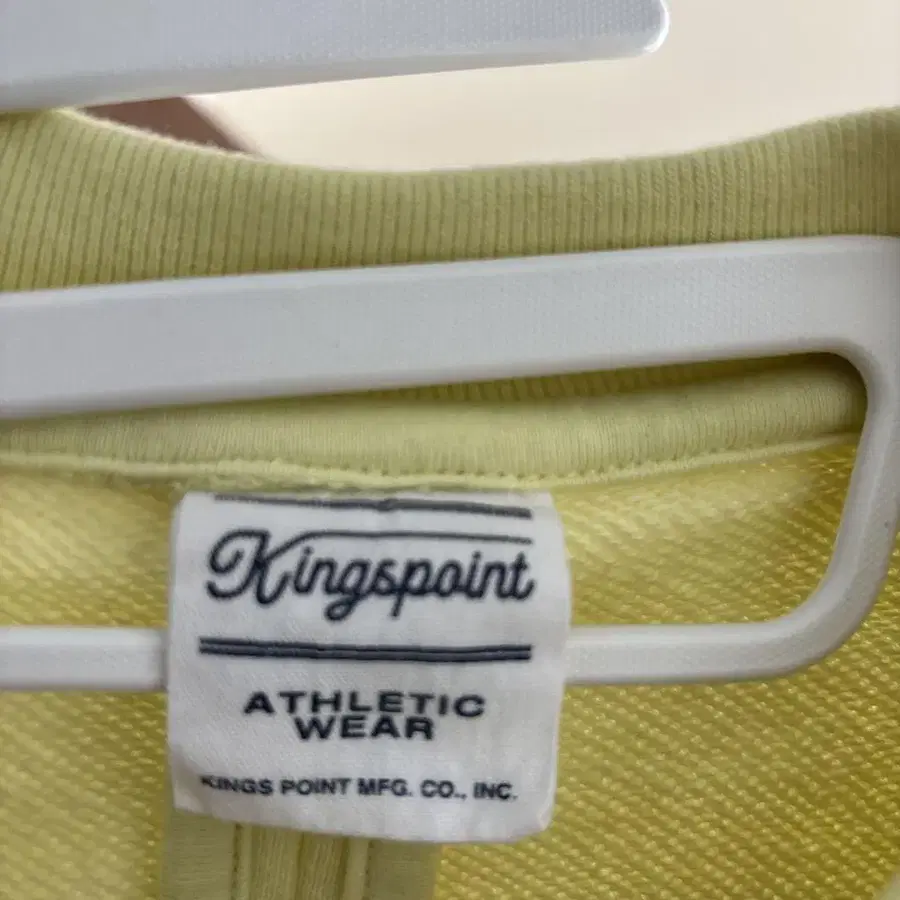 Kingspoint
ATHLETIC
WEAR
KINGS POINT MFG. CO., INC.